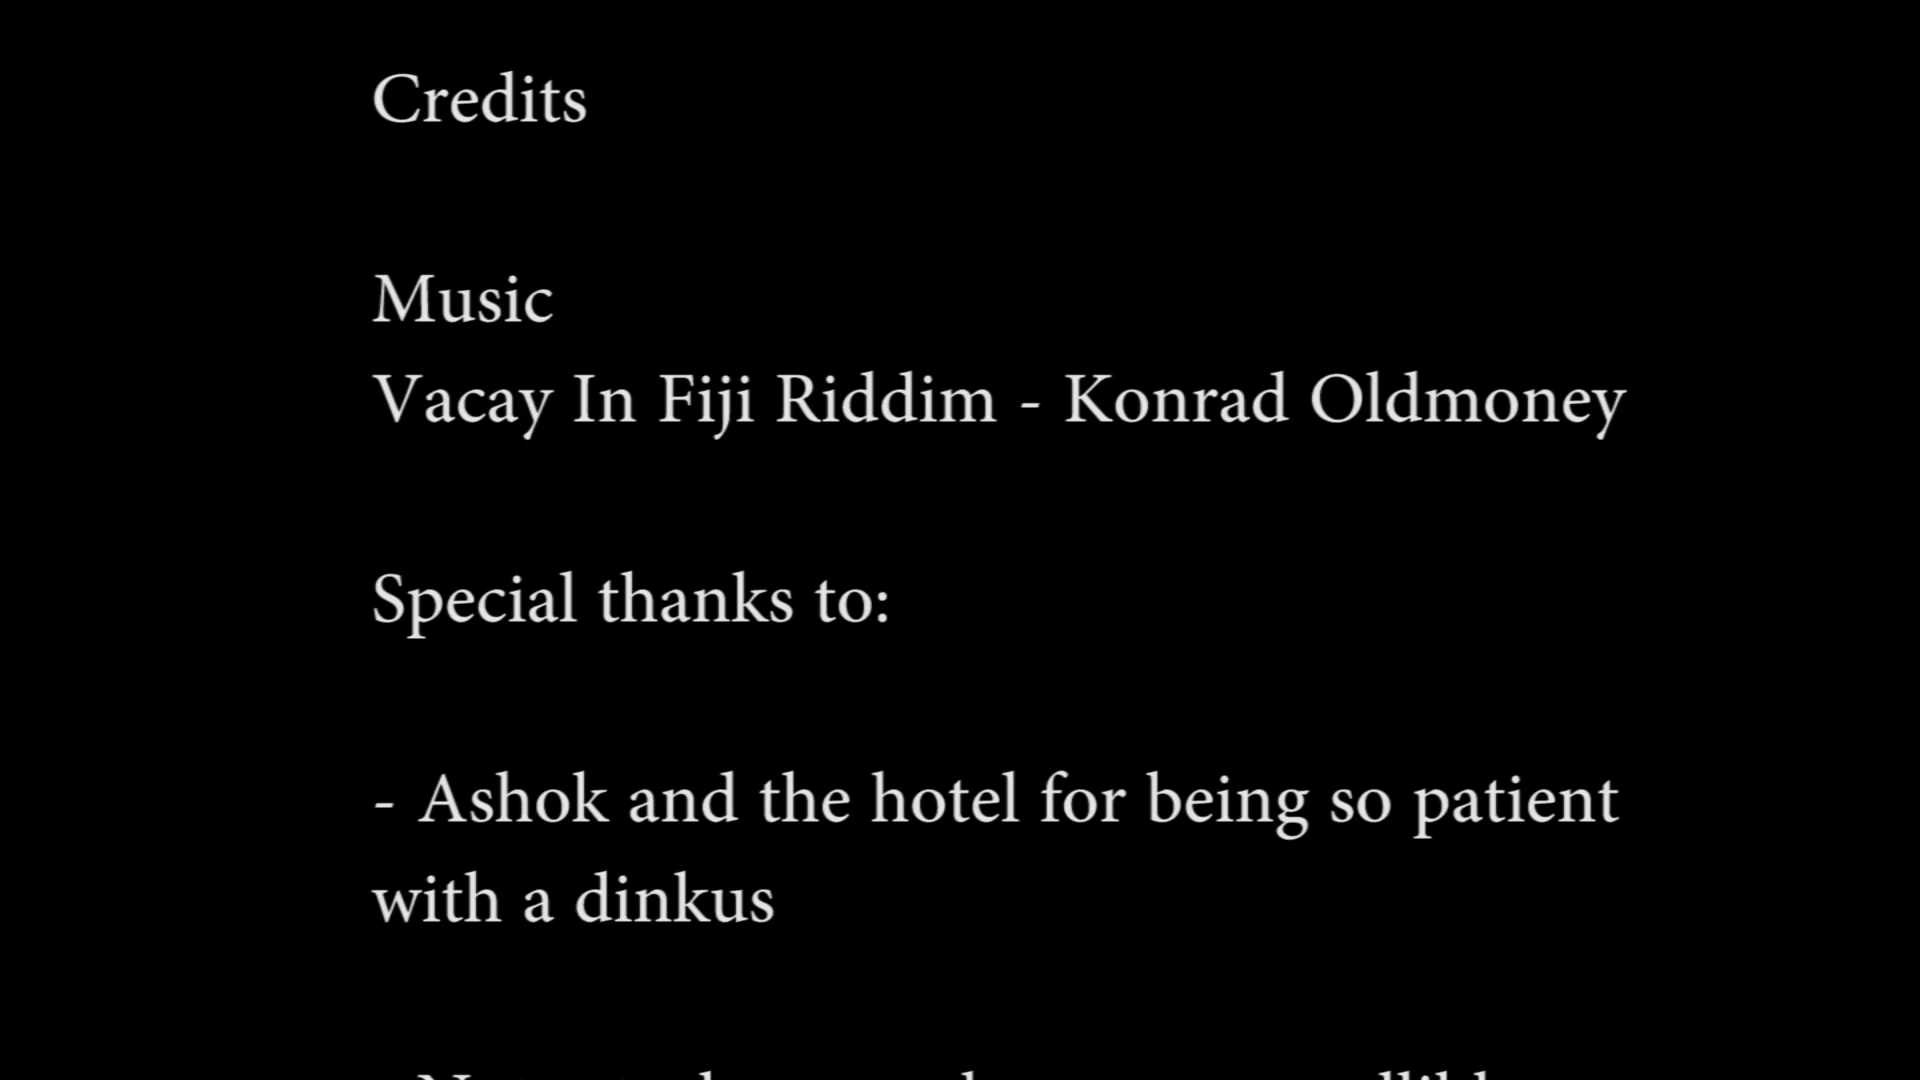 Credits
Music
Vacay In Fiji Riddim - Konrad Oldmoney
Special thanks to:
- Ashok and the hotel for being so patient
with a dinkus